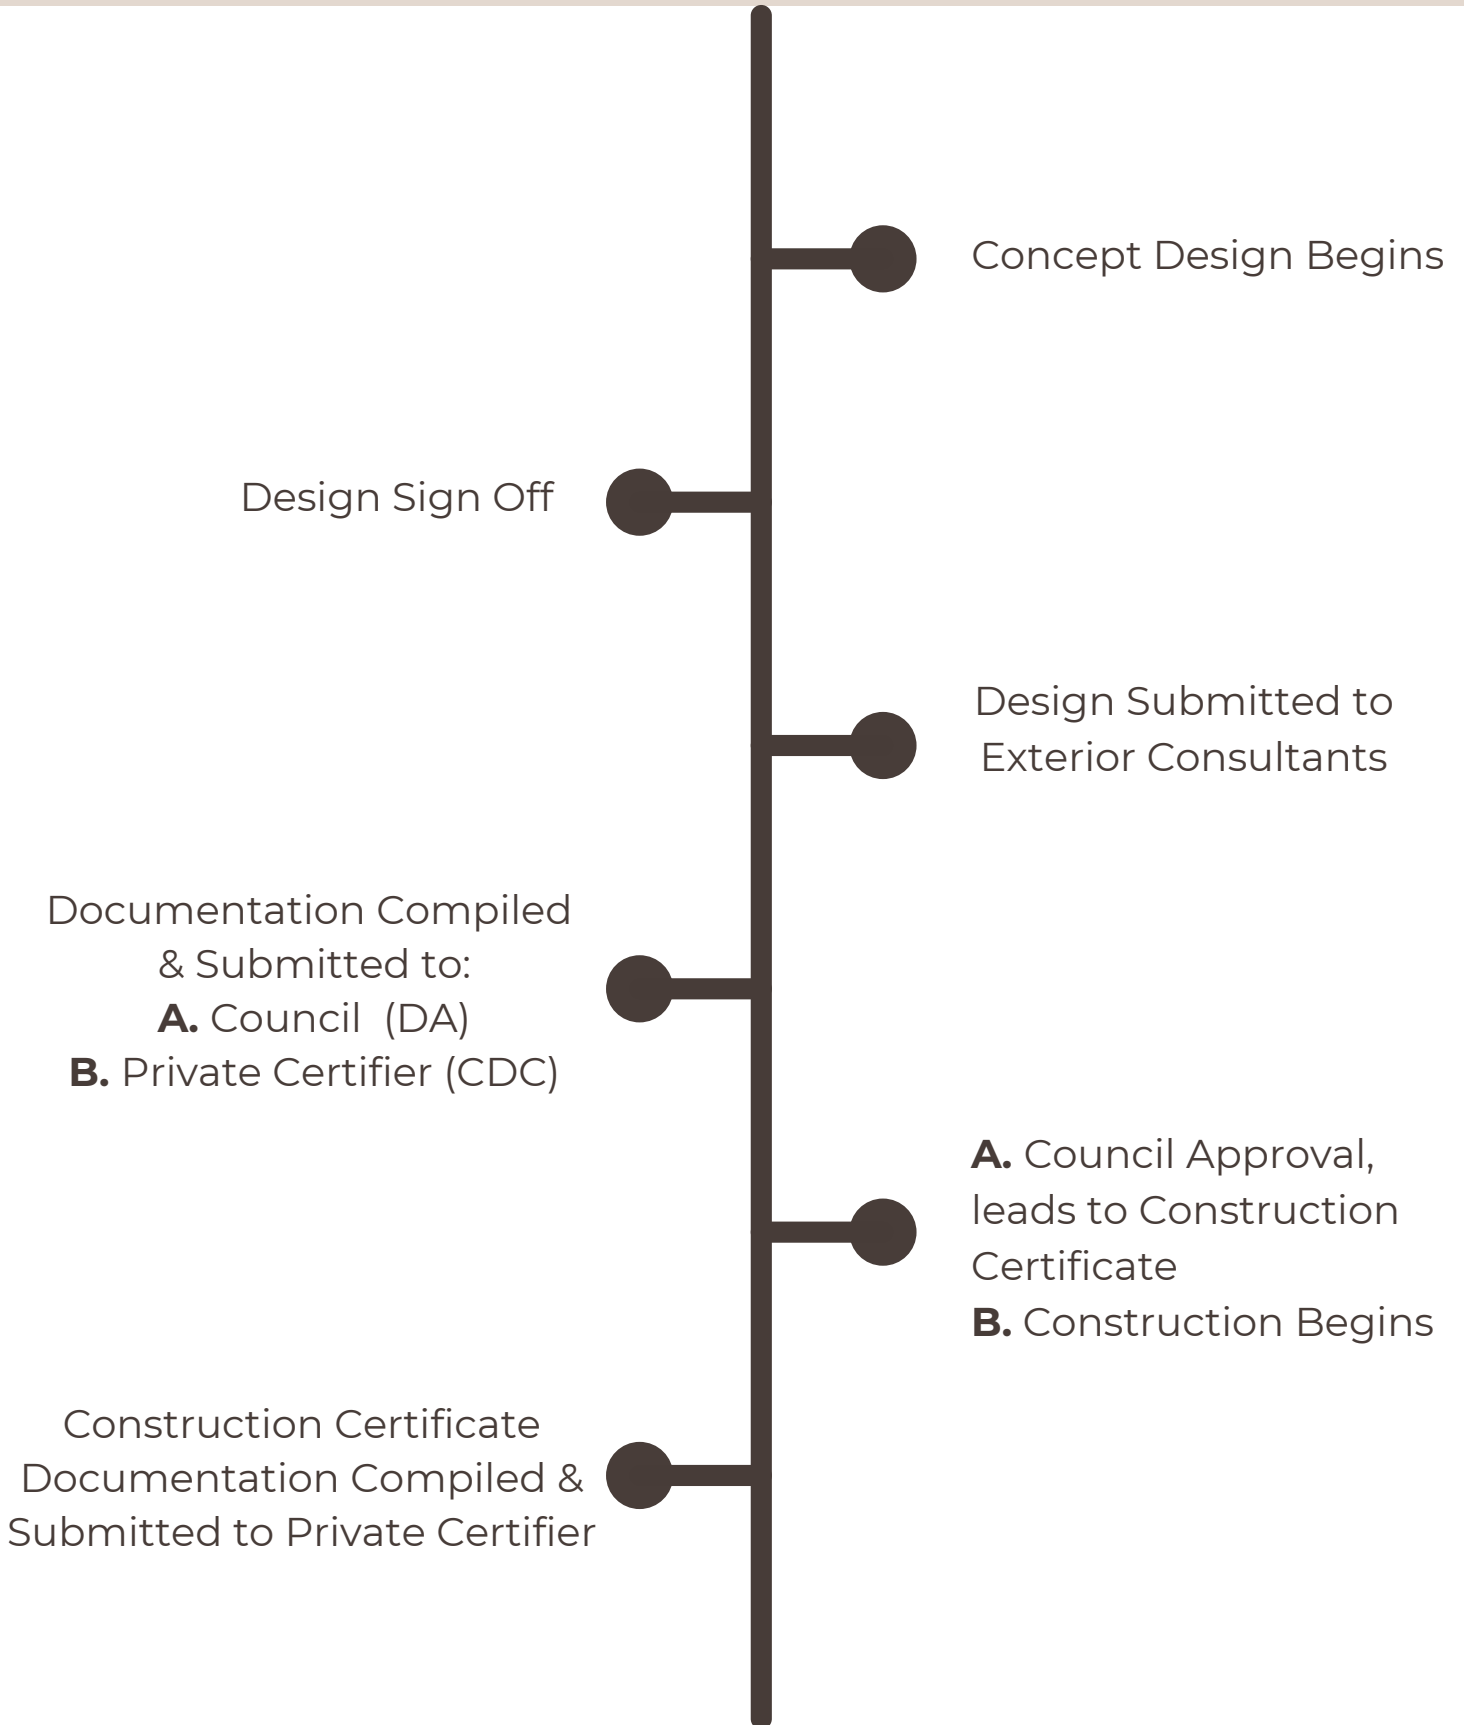 Concept Design Begins
Design Sign Off
Design Submitted to
Exterior Consultants
Documentation Compiled
& Submitted to:
A. Council  (DA)
B. Private Certifier (CDC)
A. Council Approval,
leads to Construction
Certificate
B. Construction Begins
Construction Certificate
Documentation Compiled &
Submitted to Private Certifier